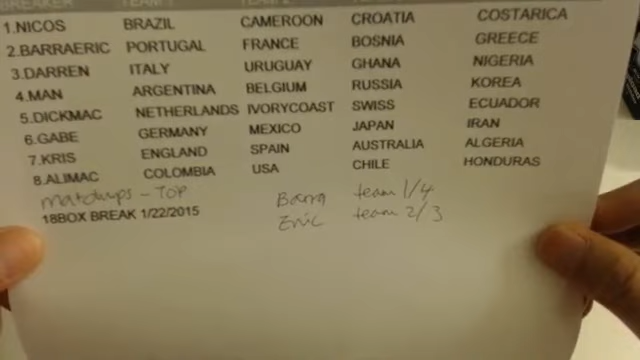 BREAKER TEAM 1 TEAM 2
1.NICOS BRAZIL CAMEROON CROATIA COSTARICA
2.BARRAERIC PORTUGAL FRANCE BOSNIA GREECE
3.DARREN ITALY URUGUAY GHANA NIGERIA
4.MAN ARGENTINA BELGIUM RUSSIA KOREA
5.DICKMAC NETHERLANDS IVORYCOAST SWISS ECUADOR
6.GABE GERMANY MEXICO JAPAN IRAN
7.KRIS ENGLAND SPAIN AUSTRALIA ALGERIA
8.ALIMAC COLOMBIA USA CHILE HONDURAS
matchups - TOP Barra team 1/4
18BOX BREAK 1/22/2015 Eric team 2/3